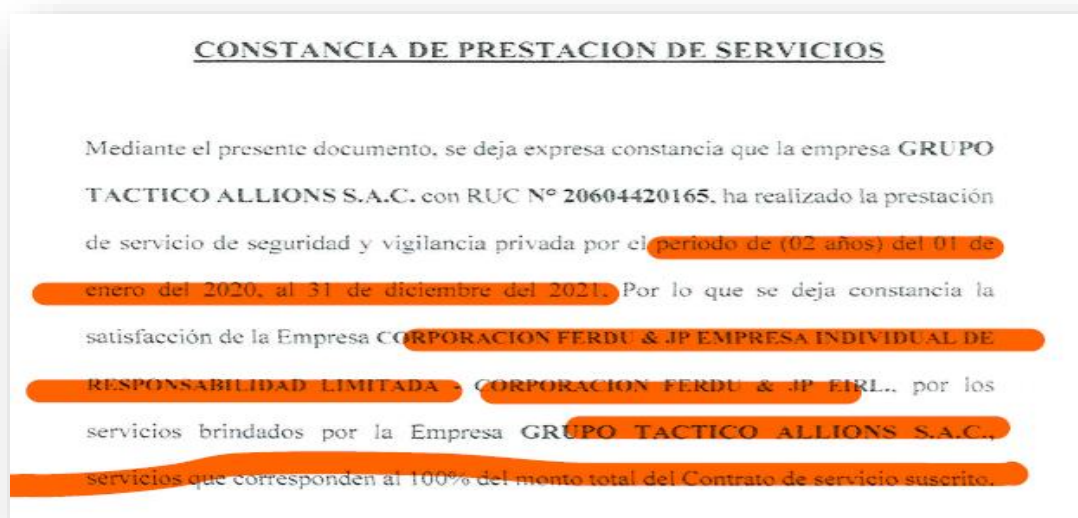 CONSTANCIA DE PRESTACION DE SERVICIOS
Mediante el presente documento, se deja expresa constancia que la empresa GRUPO
TACTICO ALLIONS S.A.C. con RUC Nº 20604420165, ha realizado la prestación
de servicio de seguridad y vigilancia privada por el periodo de (02 años) del 01 de
enero del 2020, al 31 de diciembre del 2021. Por lo que se deja constancia la
satisfacción de la Empresa CORPORACION FERDU & JP EMPRESA INDIVIDUAL DE
RESPONSABILIDAD LIMITADA - CORPORACION FERDU & JP EIRL., por los
servicios brindados por la Empresa GRUPO TACTICO ALLIONS S.A.C.,
servicios que corresponden al 100% del monto total del Contrato de servicio suscrito.